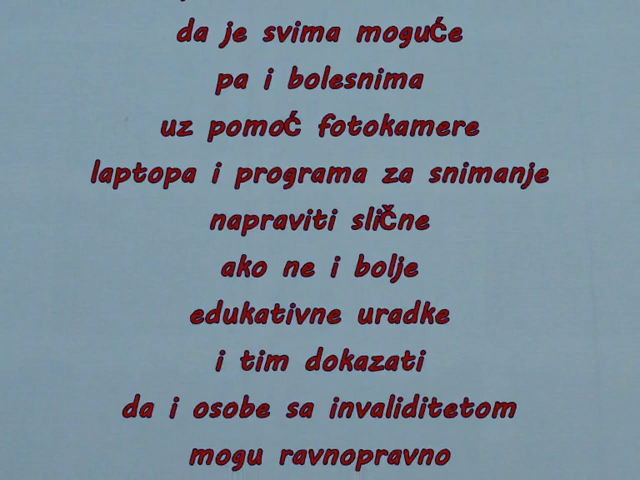 da je svima moguće
pa i bolesnima
uz pomoć fotokamere
laptopa i programa za snimanje
napraviti slične
ako ne i bolje
edukativne uradke
i tim dokazati
da i osobe sa invaliditetom
mogu ravnopravno